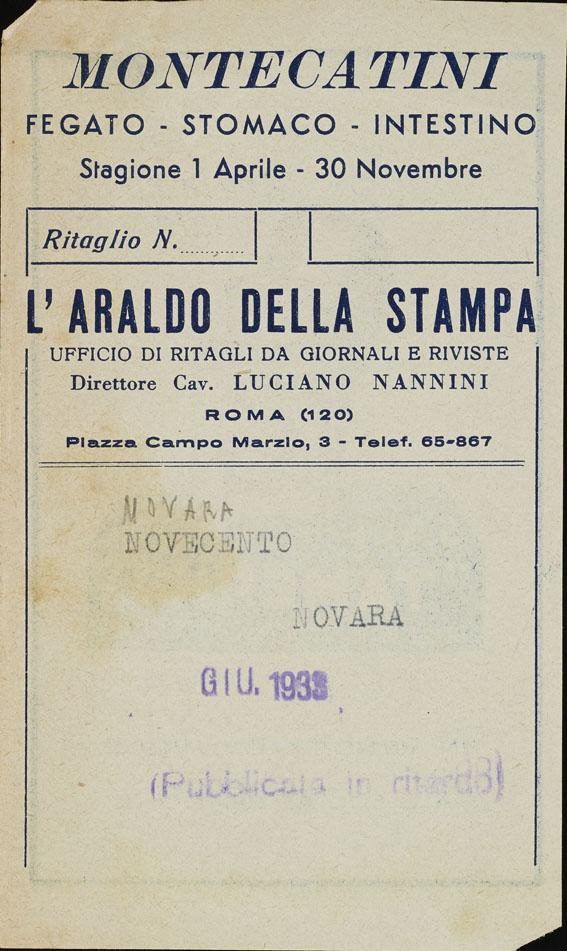 MONTECATINI
FEGATO - STOMACO - INTESTINO
Stagione 1 Aprile - 30 Novembre
Ritaglio N.
L'ARALDO DELLA STAMPA
UFFICIO DI RITAGLI DA GIORNALI E RIVISTE
Direttore Cav. LUCIANO NANNINI
ROMA (120)
Piazza Campo Marzio, 3 - Telef. 65-867
NOVARA
NOVECENTO
NOVARA
GIU. 1933
(Pubblicata in ritardo)